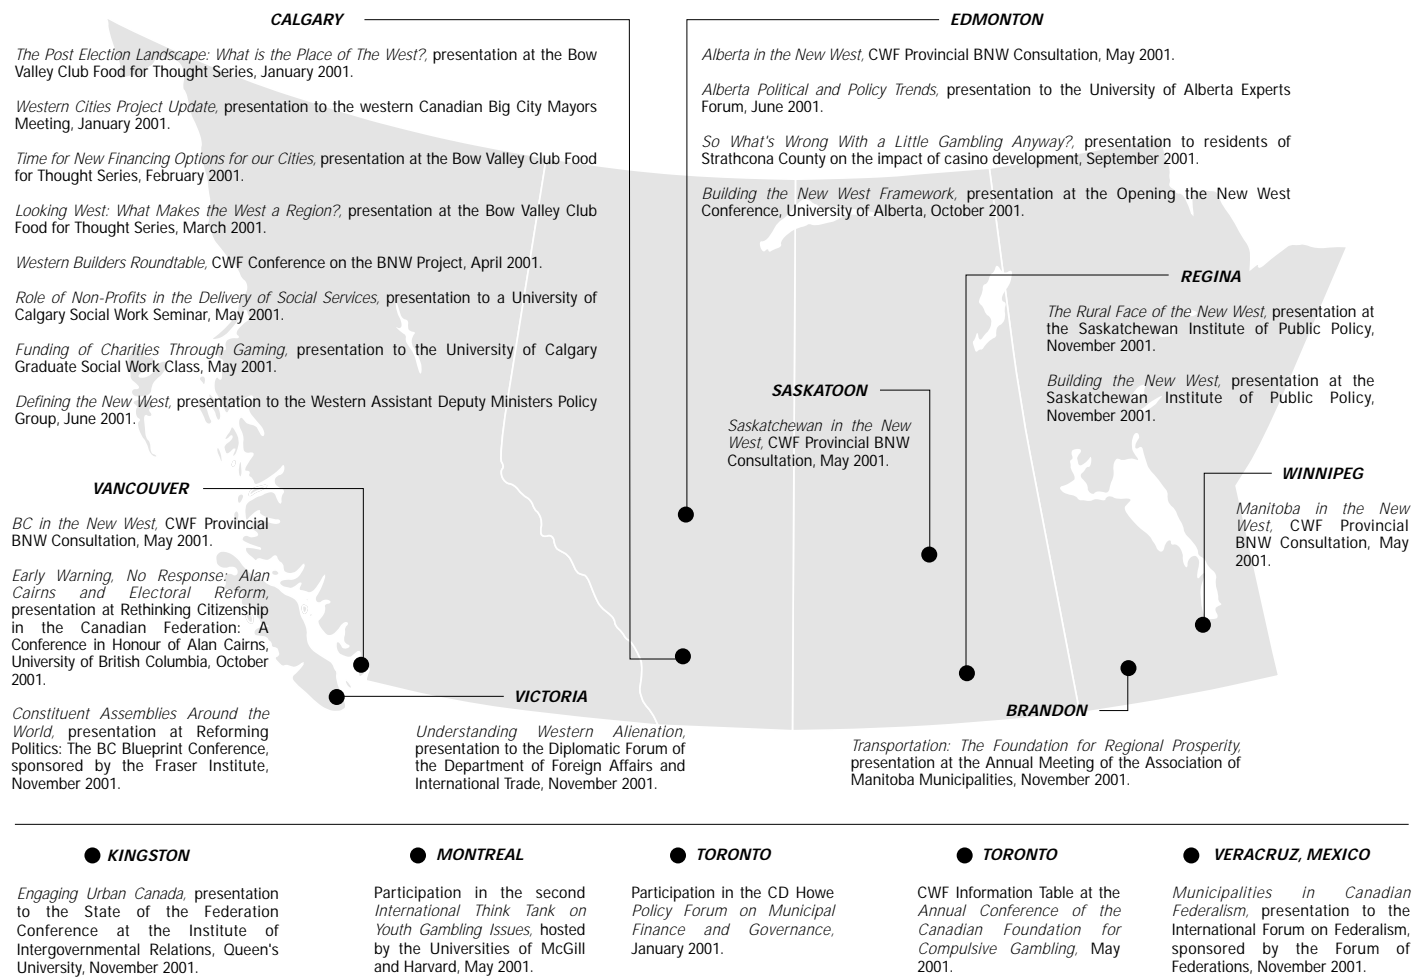 CALGARY
The Post Election Landscape: What is the Place of The West?, presentation at the Bow
Valley Club Food for Thought Series, January 2001.
Western Cities Project Update, presentation to the western Canadian Big City Mayors
Meeting, January 2001.
Time for New Financing Options for our Cities, presentation at the Bow Valley Club Food
for Thought Series, February 2001.
Looking West: What Makes the West a Region?, presentation at the Bow Valley Club
Food for Thought Series, March 2001.
Western Builders Roundtable, CWF Conference on the BNW Project, April 2001.
Role of Non-Profits in the Delivery of Social Services, presentation to a University of
Calgary Social Work Seminar, May 2001.
Funding of Charities Through Gaming, presentation to the University of Calgary
Graduate Social Work Class, May 2001.
Defining the New West, presentation to the Western Assistant Deputy Ministers Policy
Group, June 2001.
EDMONTON
Alberta in the New West, CWF Provincial BNW Consultation, May 2001.
Alberta Political and Policy Trends, presentation to the University of Alberta Experts
Forum, June 2001.
So What's Wrong With a Little Gambling Anyway?, presentation to residents of
Strathcona County on the impact of casino development, September 2001.
Building the New West Framework, presentation at the Opening the New West
Conference, University of Alberta, October 2001.
REGINA
The Rural Face of the New West, presentation at
the Saskatchewan Institute of Public Policy,
November 2001.
Building the New West, presentation at the
Saskatchewan Institute of Public Policy,
November 2001.
SASKATOON
Saskatchewan in the New
West, CWF Provincial BNW
Consultation, May 2001.
WINNIPEG
Manitoba in the New
West, CWF Provincial
BNW Consultation, May
2001.
VANCOUVER
BC in the New West, CWF Provincial
BNW Consultation, May 2001.
Early Warning, No Response: Alan
Cairns and Electoral Reform,
presentation at Rethinking Citizenship
in the Canadian Federation: A
Conference in Honour of Alan Cairns,
University of British Columbia, October
2001.
Constituent Assemblies Around the
World, presentation at Reforming
Politics: The BC Blueprint Conference,
sponsored by the Fraser Institute,
November 2001.
VICTORIA
Understanding Western Alienation,
presentation to the Diplomatic Forum of
the Department of Foreign Affairs and
International Trade, November 2001.
BRANDON
Transportation: The Foundation for Regional Prosperity,
presentation at the Annual Meeting of the Association of
Manitoba Municipalities, November 2001.
KINGSTON
Engaging Urban Canada, presentation
to the State of the Federation
Conference at the Institute of
Intergovernmental Relations, Queen's
University, November 2001.
MONTREAL
Participation in the second
International Think Tank on
Youth Gambling Issues, hosted
by the Universities of McGill
and Harvard, May 2001.
TORONTO
Participation in the CD Howe
Policy Forum on Municipal
Finance and Governance,
January 2001.
TORONTO
CWF Information Table at the
Annual Conference of the
Canadian Foundation for
Compulsive Gambling, May
2001.
VERACRUZ, MEXICO
Municipalities in Canadian
Federalism, presentation to the
International Forum on Federalism,
sponsored by the Forum of
Federations, November 2001.